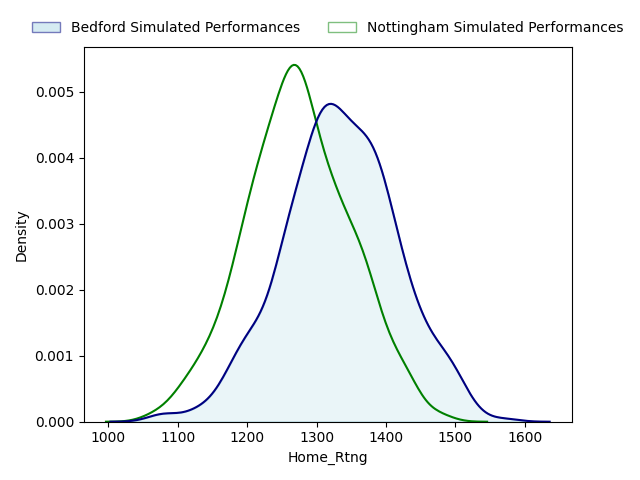 Bedford Simulated Performances
Nottingham Simulated Performances
Density
0.005
0.004
0.003
0.002
0.001
0.000
1000 1100 1200 1300 1400 1500 1600
Home_Rtng